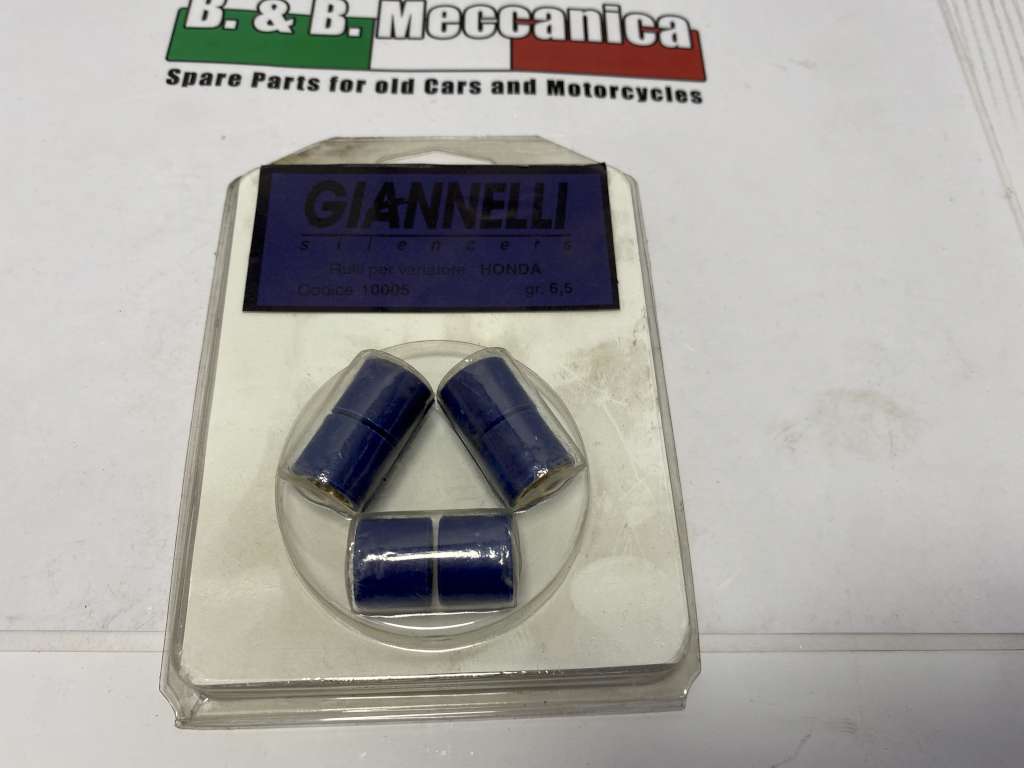 B. & B. Meccanica
Spare Parts for old Cars and Motorcycles
GIANNELLI
silencers
Rulli per variatore HONDA
Codice 10005 gr. 6,5